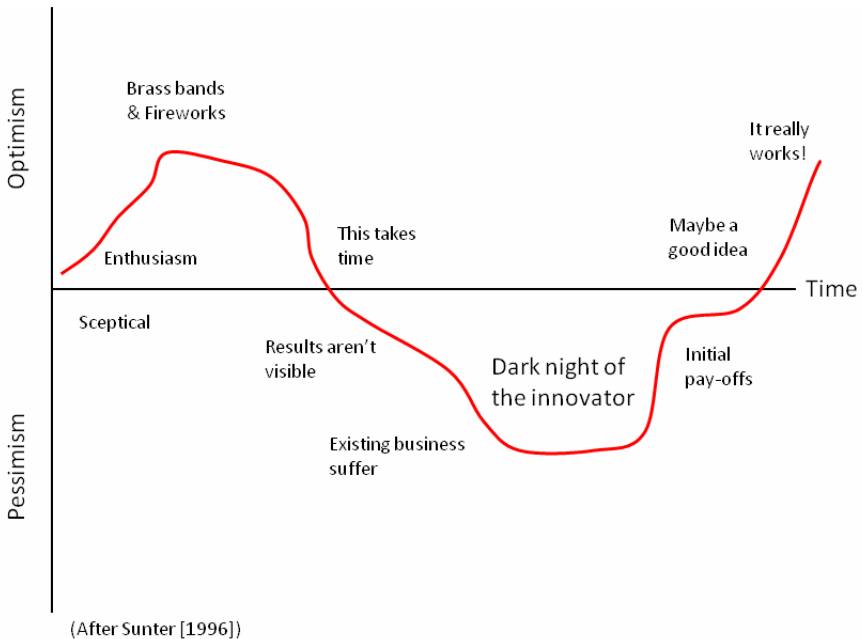 Optimism
Brass bands
& Fireworks
It really
works!
Enthusiasm
This takes
time
Maybe a
good idea
Time
Sceptical
Results aren't
visible
Dark night of
the innovator
Initial
pay-offs
Existing business
suffer
Pessimism
(After Sunter [1996])